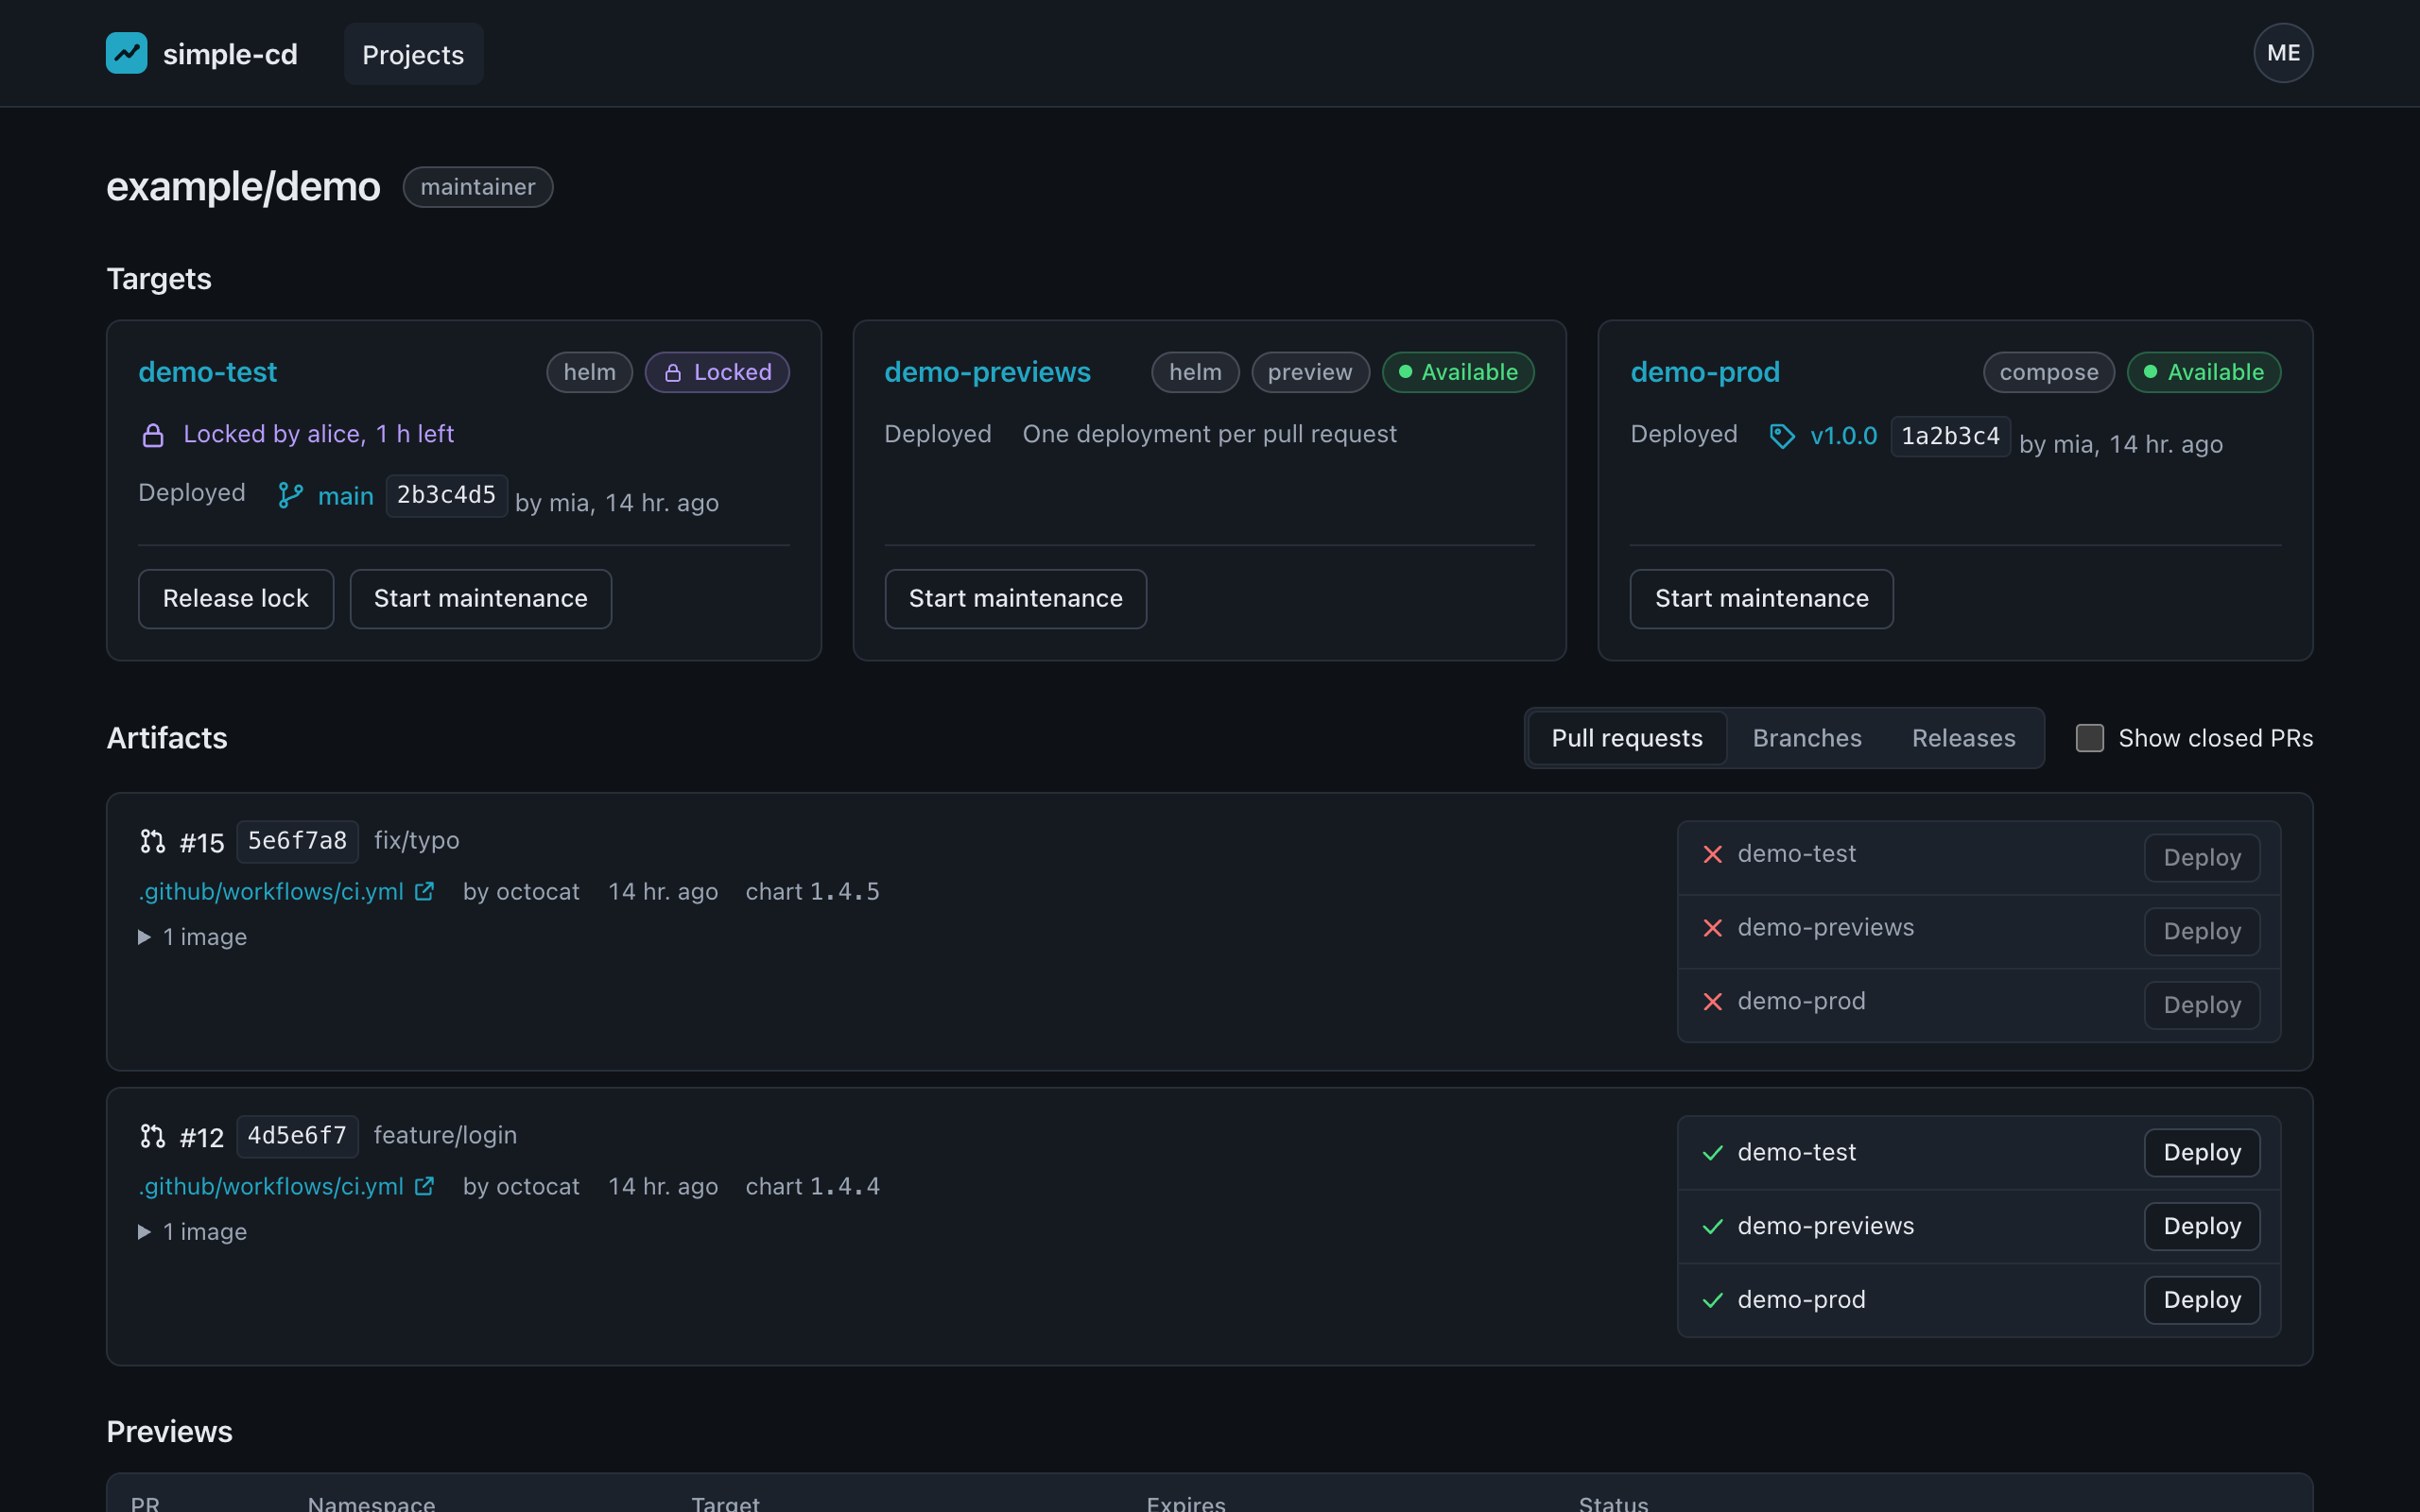 simple-cd Projects ME
example/demo maintainer
Targets
demo-test helm Locked
Locked by alice, 1 h left
Deployed main 2b3c4d5 by mia, 14 hr. ago
Release lock Start maintenance
demo-previews helm preview Available
Deployed One deployment per pull request
Start maintenance
demo-prod compose Available
Deployed v1.0.0 1a2b3c4 by mia, 14 hr. ago
Start maintenance
Artifacts Pull requests Branches Releases Show closed PRs
#15 5e6f7a8 fix/typo
.github/workflows/ci.yml by octocat 14 hr. ago chart 1.4.5
1 image
demo-test Deploy
demo-previews Deploy
demo-prod Deploy
#12 4d5e6f7 feature/login
.github/workflows/ci.yml by octocat 14 hr. ago chart 1.4.4
1 image
demo-test Deploy
demo-previews Deploy
demo-prod Deploy
Previews
PR Namespace Target Expires Status